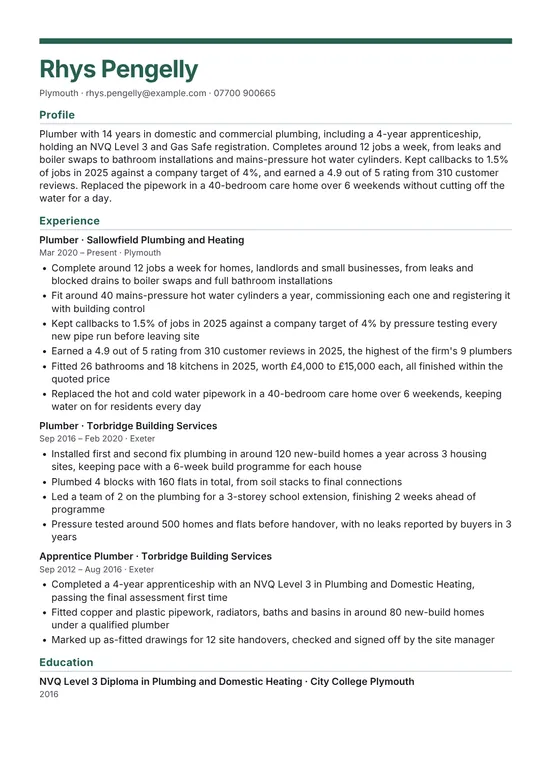 Rhys Pengelly
Plymouth · rhys.pengelly@example.com · 07700 900665
Profile
Plumber with 14 years in domestic and commercial plumbing, including a 4-year apprenticeship,
holding an NVQ Level 3 and Gas Safe registration. Completes around 12 jobs a week, from leaks and
boiler swaps to bathroom installations and mains-pressure hot water cylinders. Kept callbacks to 1.5%
of jobs in 2025 against a company target of 4%, and earned a 4.9 out of 5 rating from 310 customer
reviews. Replaced the pipework in a 40-bedroom care home over 6 weekends without cutting off the
water for a day.
Experience
Plumber · Sallowfield Plumbing and Heating
Mar 2020 – Present · Plymouth
• Complete around 12 jobs a week for homes, landlords and small businesses, from leaks and
blocked drains to boiler swaps and full bathroom installations
• Fit around 40 mains-pressure hot water cylinders a year, commissioning each one and registering it
with building control
• Kept callbacks to 1.5% of jobs in 2025 against a company target of 4% by pressure testing every
new pipe run before leaving site
• Earned a 4.9 out of 5 rating from 310 customer reviews in 2025, the highest of the firm's 9 plumbers
• Fitted 26 bathrooms and 18 kitchens in 2025, worth £4,000 to £15,000 each, all finished within the
quoted price
• Replaced the hot and cold water pipework in a 40-bedroom care home over 6 weekends, keeping
water on for residents every day
Plumber · Torbridge Building Services
Sep 2016 – Feb 2020 · Exeter
• Installed first and second fix plumbing in around 120 new-build homes a year across 3 housing
sites, keeping pace with a 6-week build programme for each house
• Plumbed 4 blocks with 160 flats in total, from soil stacks to final connections
• Led a team of 2 on the plumbing for a 3-storey school extension, finishing 2 weeks ahead of
programme
• Pressure tested around 500 homes and flats before handover, with no leaks reported by buyers in 3
years
Apprentice Plumber · Torbridge Building Services
Sep 2012 – Aug 2016 · Exeter
• Completed a 4-year apprenticeship with an NVQ Level 3 in Plumbing and Domestic Heating,
passing the final assessment first time
• Fitted copper and plastic pipework, radiators, baths and basins in around 80 new-build homes
under a qualified plumber
• Marked up as-fitted drawings for 12 site handovers, checked and signed off by the site manager
Education
NVQ Level 3 Diploma in Plumbing and Domestic Heating · City College Plymouth
2016